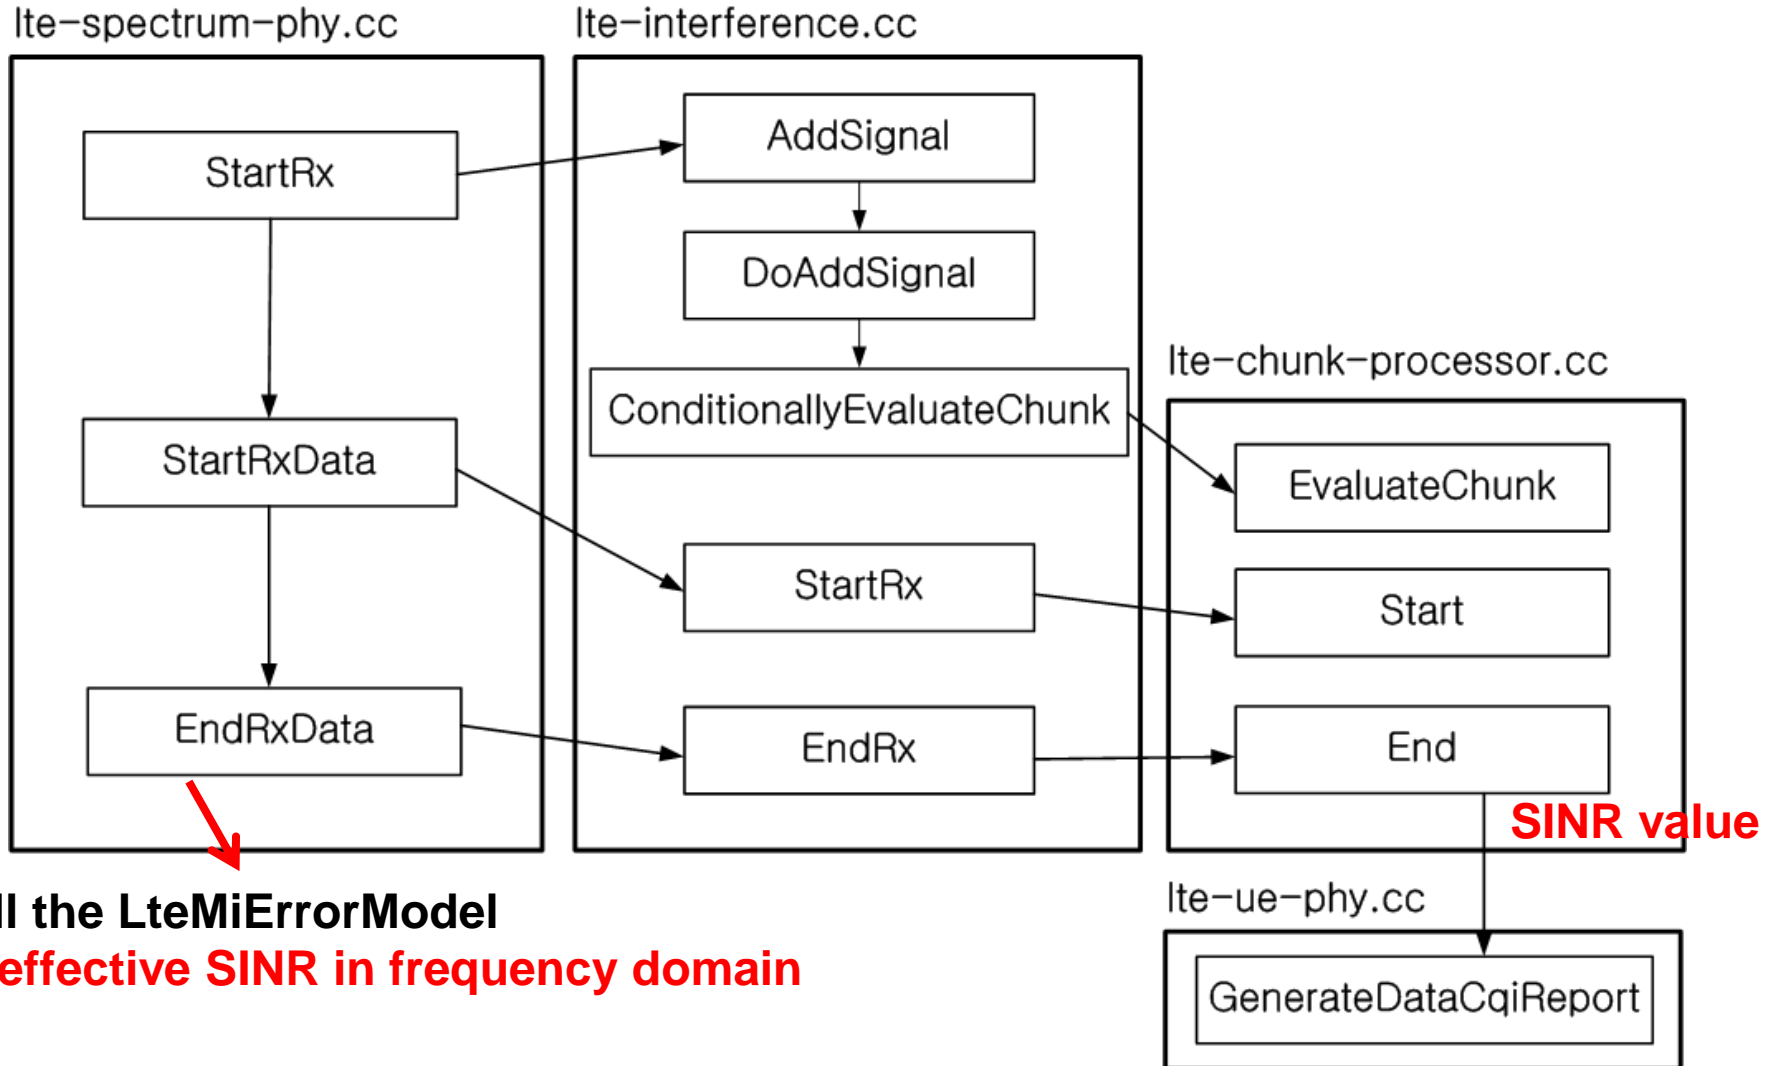 lte-spectrum-phy.cc
StartRx
StartRxData
EndRxData
lte-interference.cc
AddSignal
DoAddSignal
ConditionallyEvaluateChunk
StartRx
EndRx
lte-chunk-processor.cc
EvaluateChunk
Start
End
SINR value
lte-ue-phy.cc
GenerateDataCqiReport
the LteMiErrorModel
effective SINR in frequency domain